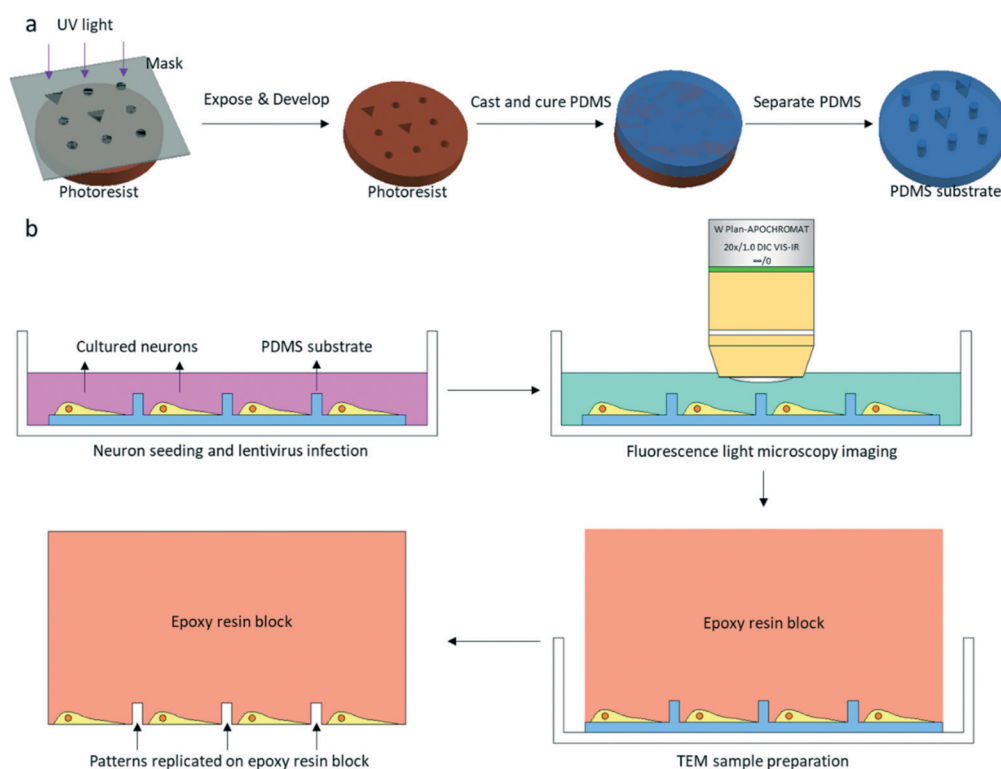 a
UV light
Mask
Expose & Develop
Cast and cure PDMS
Separate PDMS
Photoresist
Photoresist
PDMS substrate
b
W Plan-APOCHROMAT
20x/1.0 DIC VIS-IR
∞/0
Cultured neurons
PDMS substrate
Neuron seeding and lentivirus infection
Fluorescence light microscopy imaging
Epoxy resin block
Epoxy resin block
Patterns replicated on epoxy resin block
TEM sample preparation